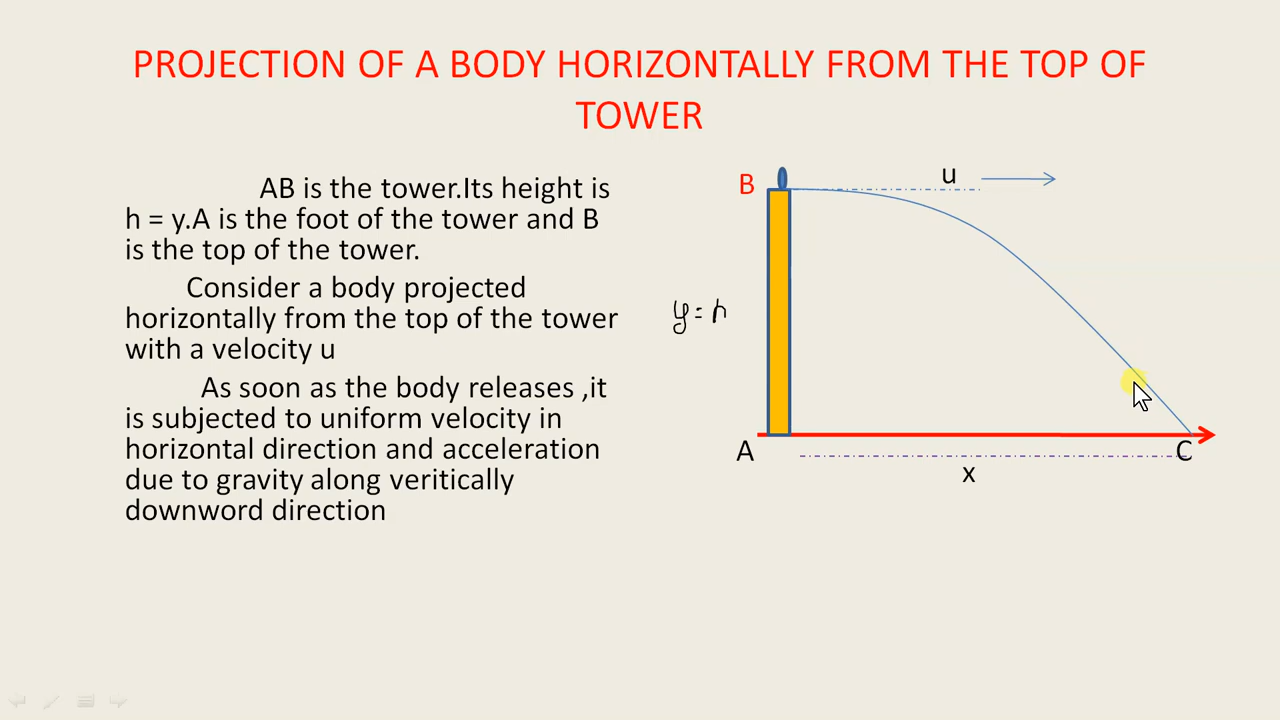 PROJECTION OF A BODY HORIZONTALLY FROM THE TOP OF
TOWER
AB is the tower.Its height is
h = y.A is the foot of the tower and B
is the top of the tower.
Consider a body projected
horizontally from the top of the tower
with a velocity u
As soon as the body releases ,it
is subjected to uniform velocity in
horizontal direction and acceleration
due to gravity along veritically
downword direction
B
u
y = h
A
C
x